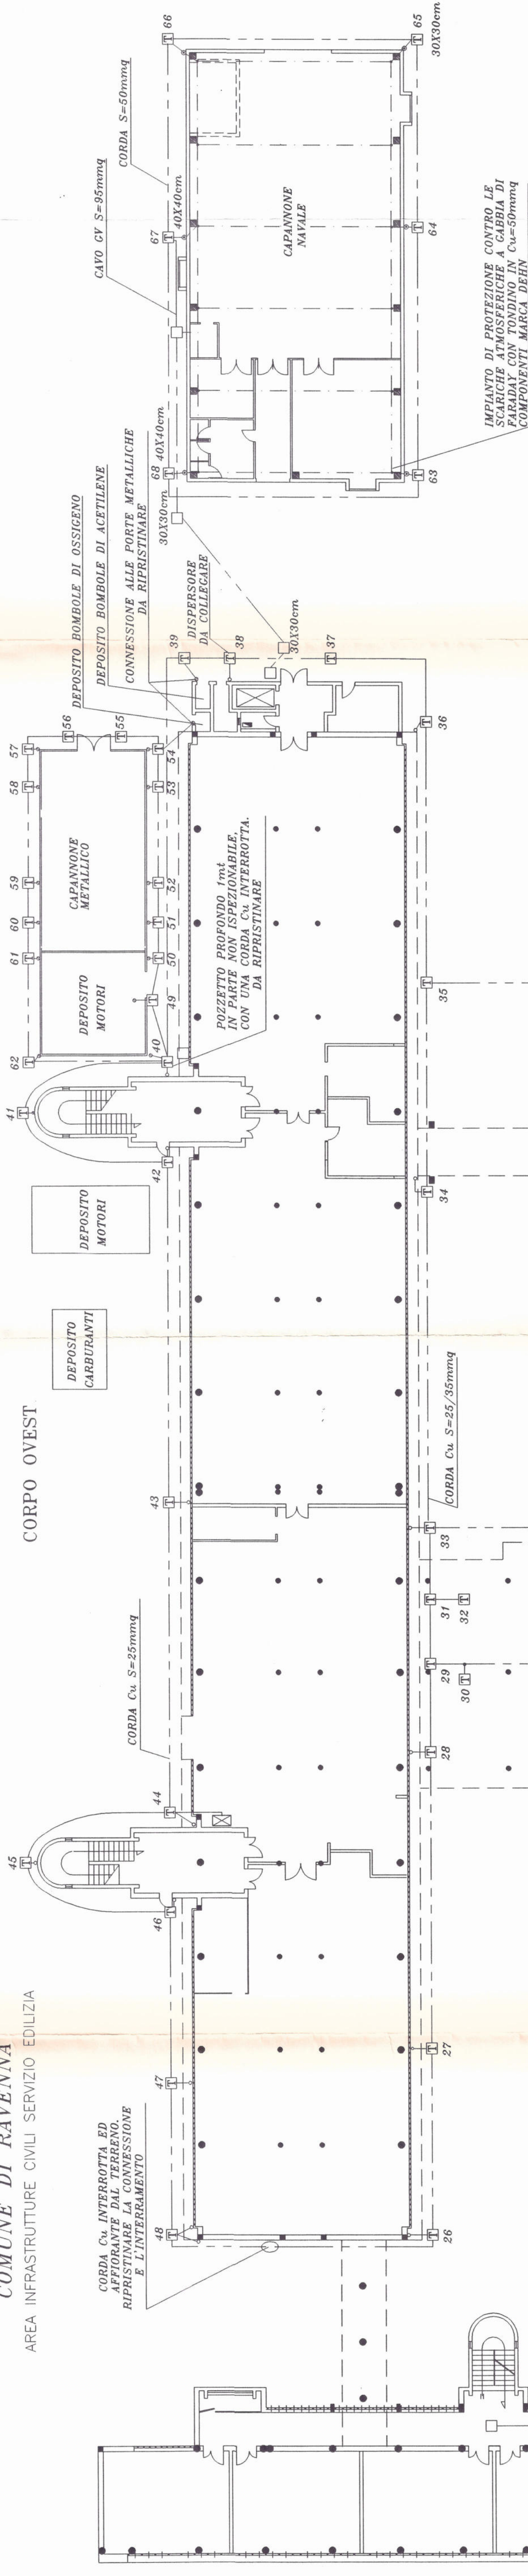 COMUNE DI RAVENNA
AREA INFRASTRUTTURE CIVILI SERVIZIO EDILIZIA
CORPO OVEST
CORDA Cu INTERROTTA ED
AFFIORANTE DAL TERRENO.
RIPRISTINARE LA CONNESSIONE
E L'INTERRAMENTO
48
47
46
45
44
CORDA Cu S=25mmq
43
DEPOSITO
CARBURANTI
DEPOSITO
MOTORI
42
41
40
62
61
60
59
58
57
56
55
54
53
52
51
50
49
DEPOSITO
MOTORI
CAPANNONE
METALLICO
POZZETTO PROFONDO 1mt
IN PARTE NON ISPEZIONABILE,
CON UNA CORDA Cu INTERROTTA.
DA RIPRISTINARE
DEPOSITO BOMBOLE DI OSSIGENO
DEPOSITO BOMBOLE DI ACETILENE
CONNESSIONE ALLE PORTE METALLICHE
DA RIPRISTINARE
39
DISPERSORE
DA COLLEGARE
38
30X30cm
37
36
35
34
CORDA Cu S=25/35mmq
33
31
32
29
30
28
27
26
CAVO GV S=95mmq
CORDA S=50mmq
30X30cm
68
40X40cm
67
40X40cm
66
65
30X30cm
64
63
CAPANNONE
NAVALE
IMPIANTO DI PROTEZIONE CONTRO LE
SCARICHE ATMOSFERICHE A GABBIA DI
FARADAY CON TONDINO IN Cu=50mmq
COMPONENTI MARCA DEHN